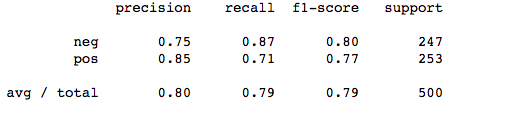 precision recall f1-score support
neg 0.75 0.87 0.80 247
pos 0.85 0.71 0.77 253
avg / total 0.80 0.79 0.79 500